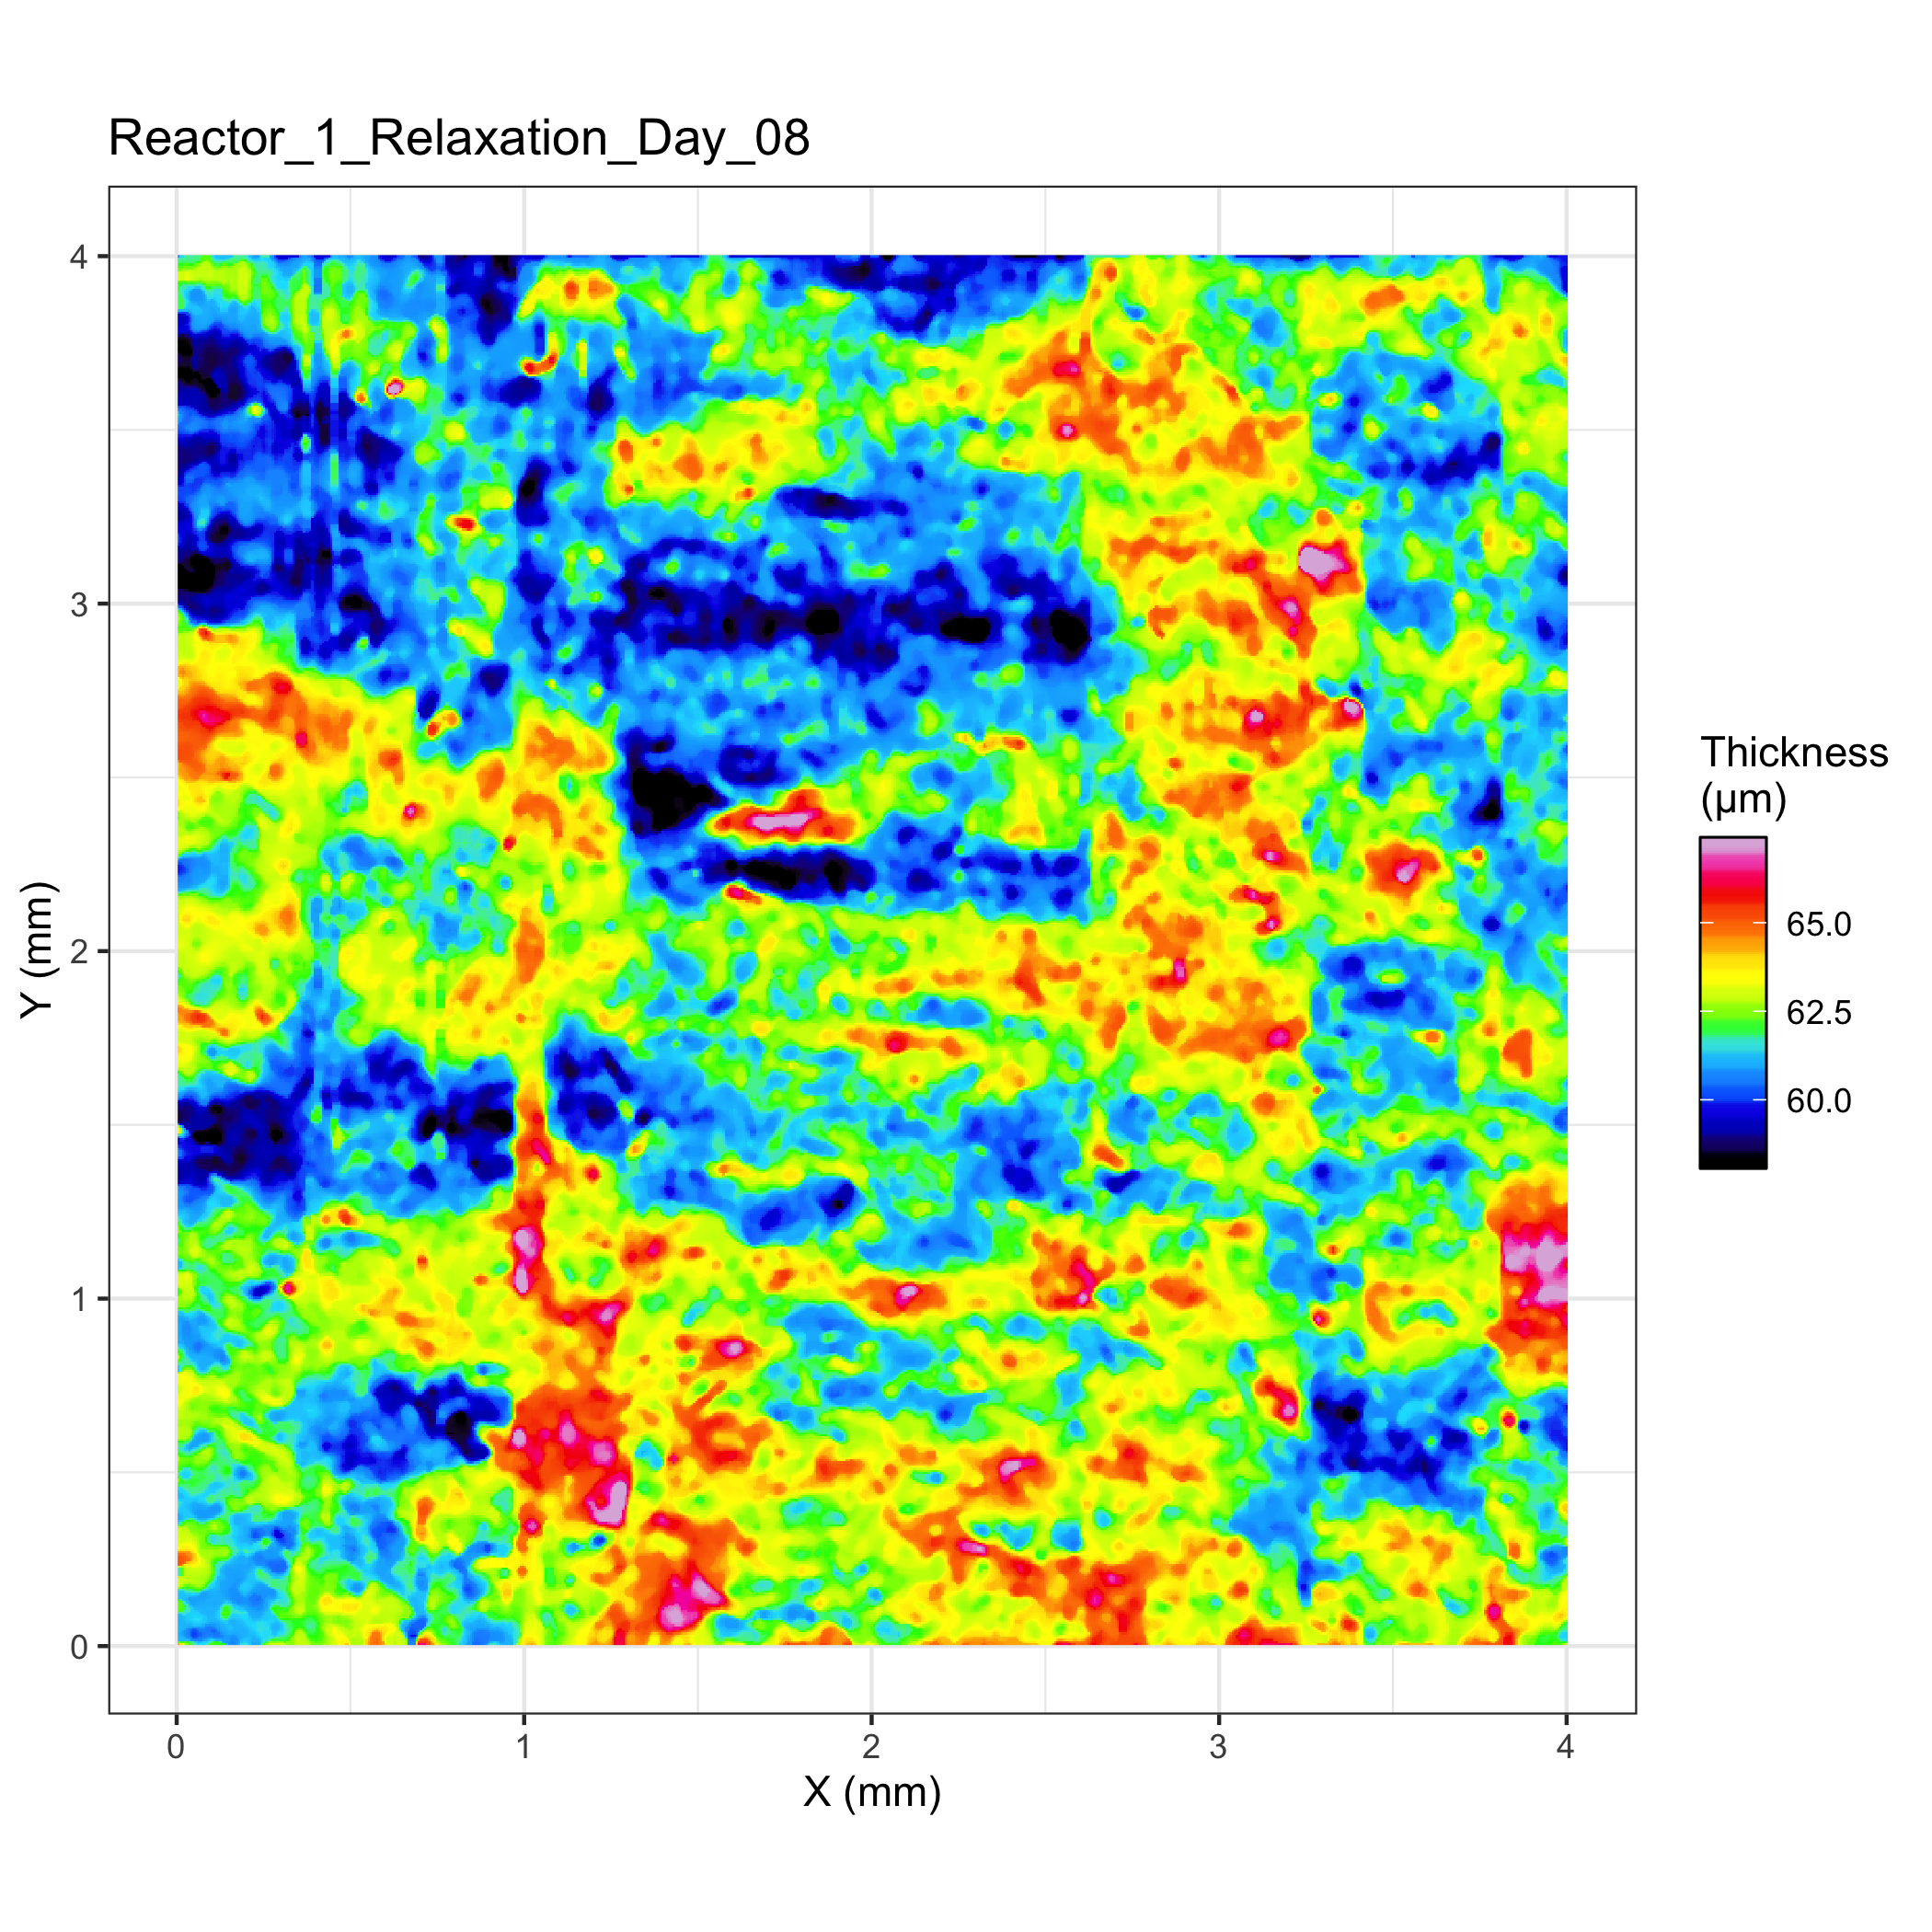 Reactor_1_Relaxation_Day_08
4
3
2
1
0
Y (mm)
0 1 2 3 4
X (mm)
Thickness
(µm)
65.0
62.5
60.0